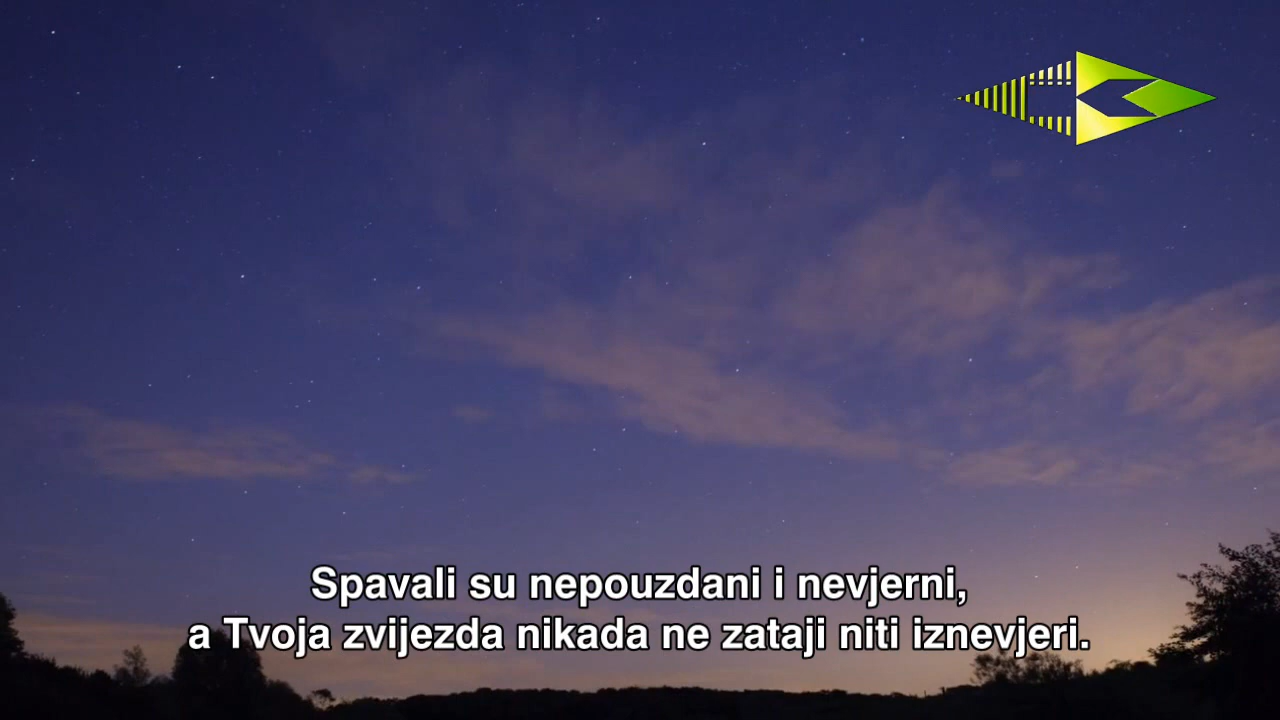 Spavali su nepouzdani i nevjerni,
a Tvoja zvijezda nikada ne zataji niti iznevjeri.